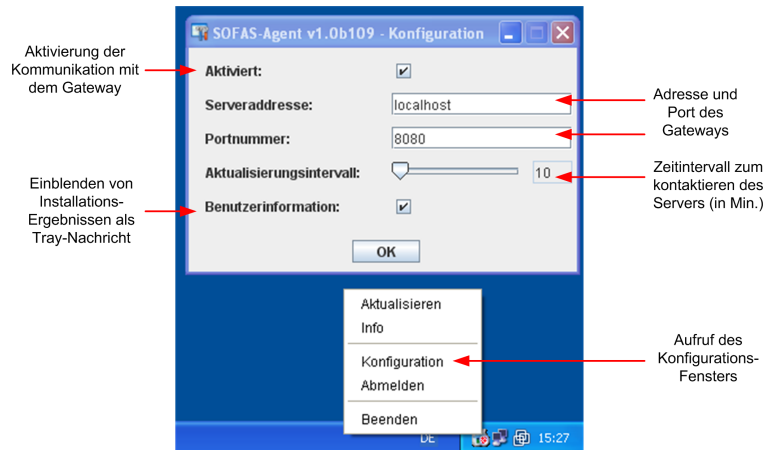 SOFAS-Agent v1.0b109 - Konfiguration
Aktivierung der
Kommunikation mit
dem Gateway
Aktiviert:
Serveraddresse:
localhost
Adresse und
Port des
Gateways
Portnummer:
8080
Aktualisierungsintervall:
10
Zeitintervall zum
kontaktieren des
Servers (in Min.)
Einblenden von
Installations-
Ergebnissen als
Tray-Nachricht
Benutzerinformation:
OK
Aktualisieren
Info
Konfiguration
Abmelden
Beenden
Aufruf des
Konfigurations-
Fensters
DE
15:27